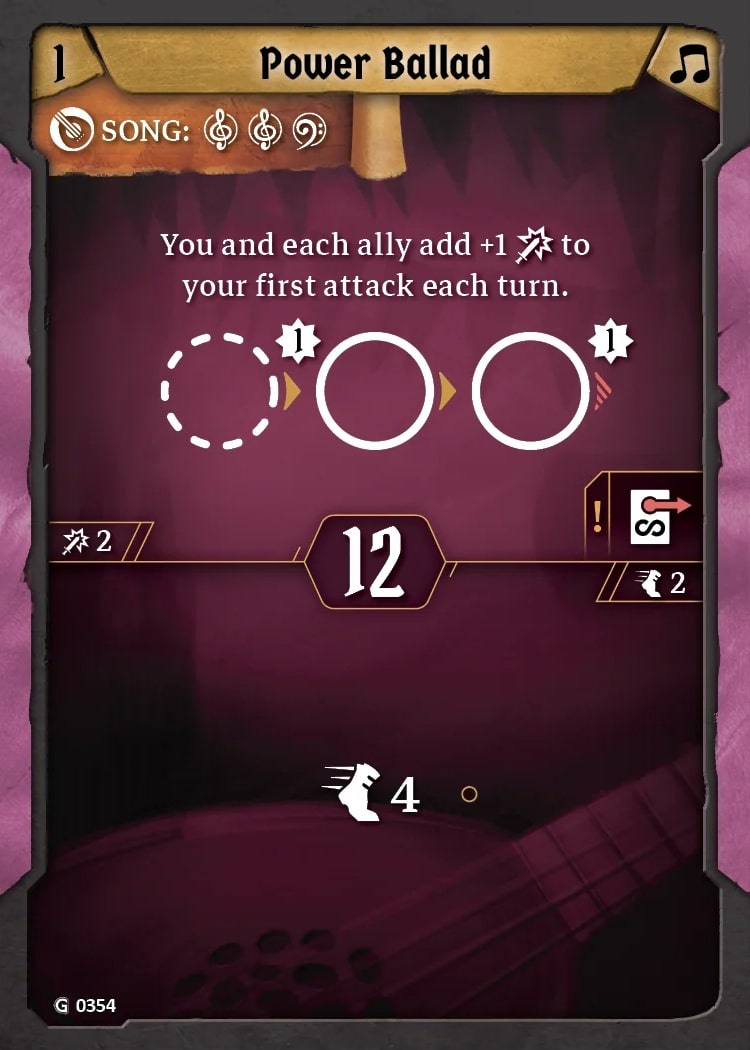 1
Power Ballad
SONG:
You and each ally add +1 to
your first attack each turn.
1
1
2
12
2
4
G 0354